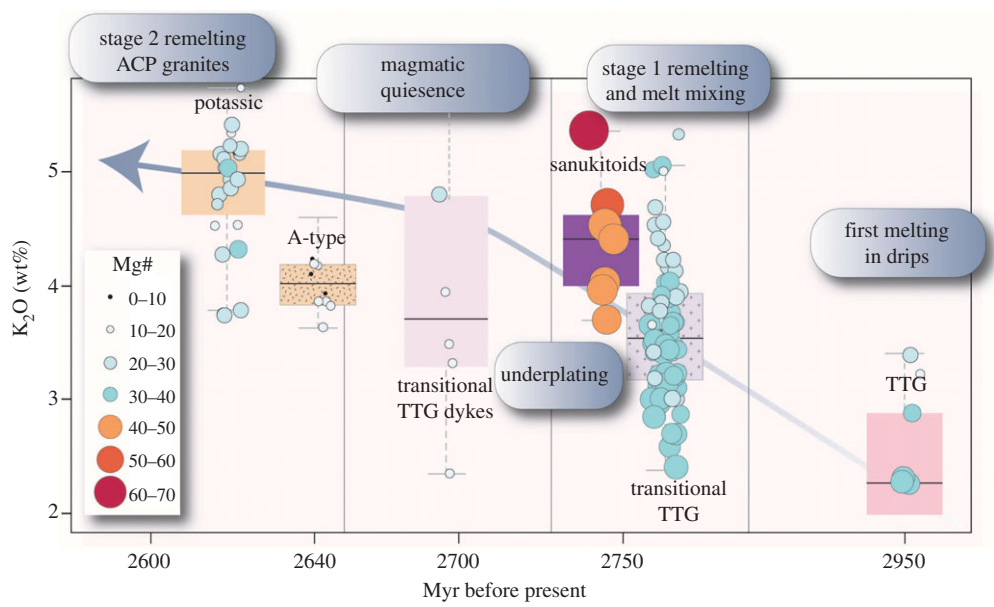 stage 2 remelting
ACP granites
magmatic
quiesence
stage 1 remelting
and melt mixing
potassic
sanukitoids
A-type
first melting
in drips
TTG
underplating
transitional
TTG dykes
transitional
TTG
K₂O (wt%)
5
4
3
2
Mg#
0–10
10–20
20–30
30–40
40–50
50–60
60–70
2600
2640
2700
2750
2950
Myr before present